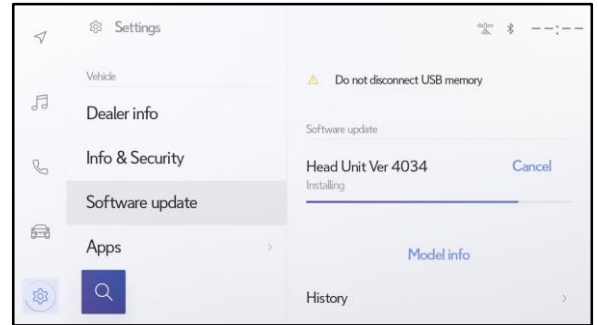 Settings
--:--
Vehicle
Dealer info
Info & Security
Software update
Apps
Do not disconnect USB memory
Software update
Head Unit Ver 4034
Cancel
Installing
Model info
History